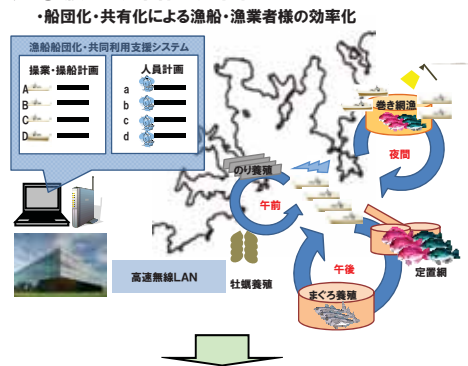 ・船団化・共有化による漁船・漁業者様の効率化
漁船船団化・共同利用支援システム
操業・操船計画
人員計画
A
B
C
D
a
b
c
d
巻き網漁
夜間
のり養殖
午前
午後
定置網
牡蠣養殖
まぐろ養殖
高速無線LAN